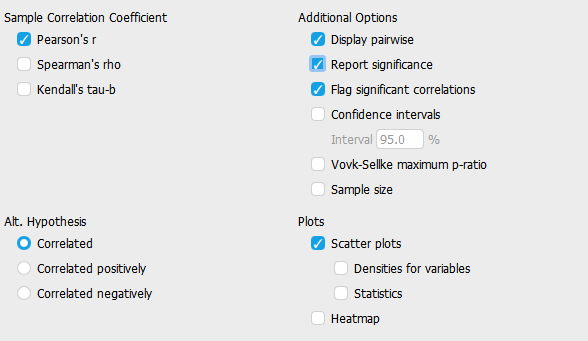 Sample Correlation Coefficient
Pearson's r
Spearman's rho
Kendall's tau-b
Additional Options
Display pairwise
Report significance
Flag significant correlations
Confidence intervals
Interval 95.0 %
Vovk-Sellke maximum p-ratio
Sample size
Alt. Hypothesis
Correlated
Correlated positively
Correlated negatively
Plots
Scatter plots
Densities for variables
Statistics
Heatmap